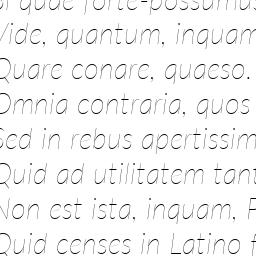 quae forte-possumus
Vide, quantum, inquam
Quare conare, quaeso.
Omnia contraria, quos
Sed in rebus apertissim
Quid ad utilitatem tant
Non est ista, inquam, P
Quid censes in Latino f